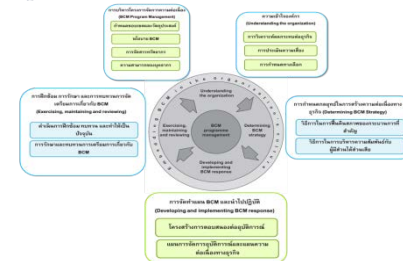 การบริหารโครงการจัดการความต่อเนื่อง
(BCM Program Management)
กำหนดขอบเขตและวัตถุประสงค์
นโยบาย BCM
การจัดสรรทรัพยากร
ความสามารถของบุคลากร
ความเข้าใจองค์กร
(Understanding the organization)
การวิเคราะห์ผลกระทบต่อธุรกิจ
การประเมินความเสี่ยง
การกำหนดทางเลือก
การฝึกซ้อม การรักษา และการทบทวนการจัด
เตรียมการเกี่ยวกับ BCM
(Exercising, maintaining and reviewing)
ดำเนินการฝึกซ้อม ทบทวน และทำให้เป็น
ปัจจุบัน
การรักษาและทบทวนการเตรียมการเกี่ยวกับ
BCM
Understanding
the organization
Exercising,
maintaining
and reviewing
BCM
programme
management
Determining
BCM
strategy
Developing and
implementing
BCM response
การกำหนดกลยุทธ์ในการสร้างความต่อเนื่องทาง
ธุรกิจ (Determining BCM Strategy)
วิธีการในการฟื้นคืนสภาพของกระบวนการที่
สำคัญ
วิธีการในการบริหารความสัมพันธ์กับ
ผู้มีส่วนได้ส่วนเสีย
การจัดทำแผน BCM และนำไปปฏิบัติ
(Developing and implementing BCM response)
โครงสร้างการตอบสนองต่ออุบัติการณ์
แผนการจัดการอุบัติการณ์และแผนความ
ต่อเนื่องทางธุรกิจ